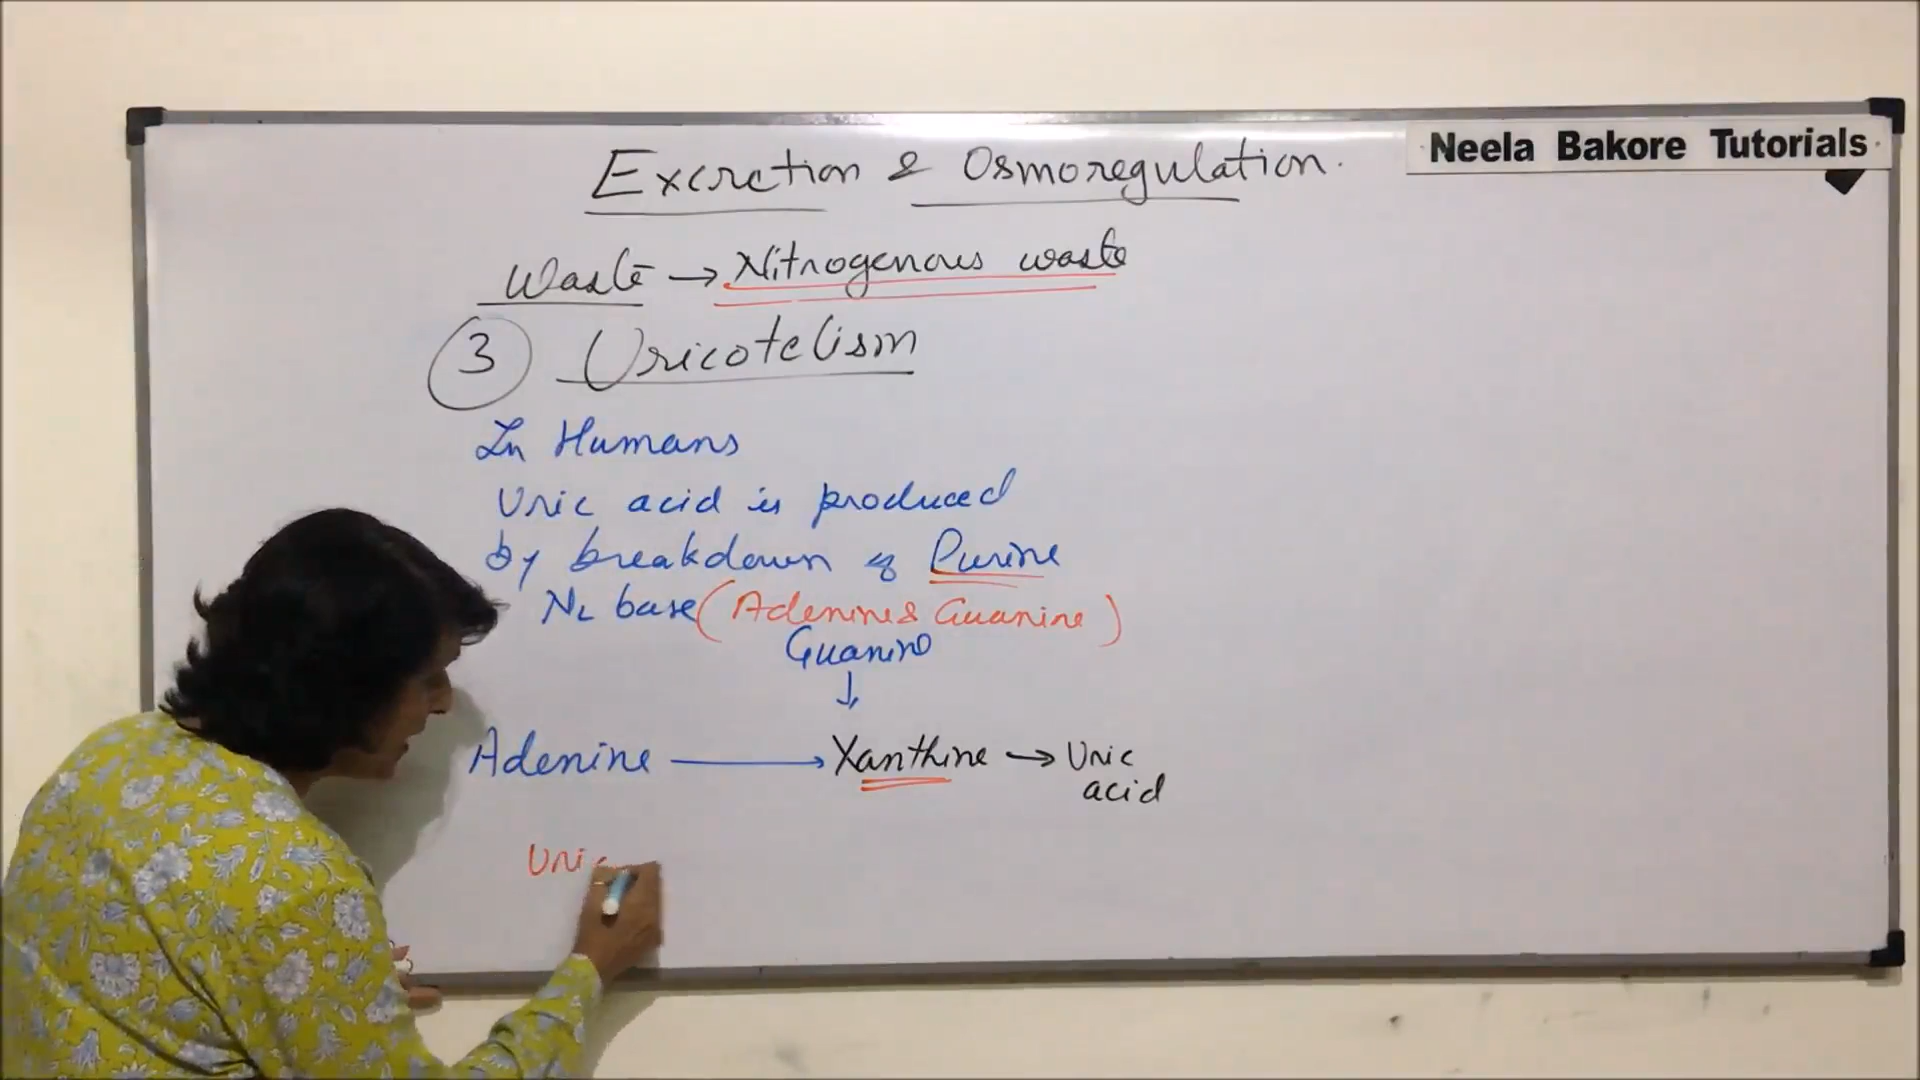 Neela Bakore Tutorials
Excretion & Osmoregulation.
Waste → Nitrogenous waste
3 Uricotelism
In Humans
Uric acid is produced
by breakdown of Purine
N2 base (Adenine & Guanine)
Guanine
↓
Adenine → Xanthine → Uric
acid
Uric